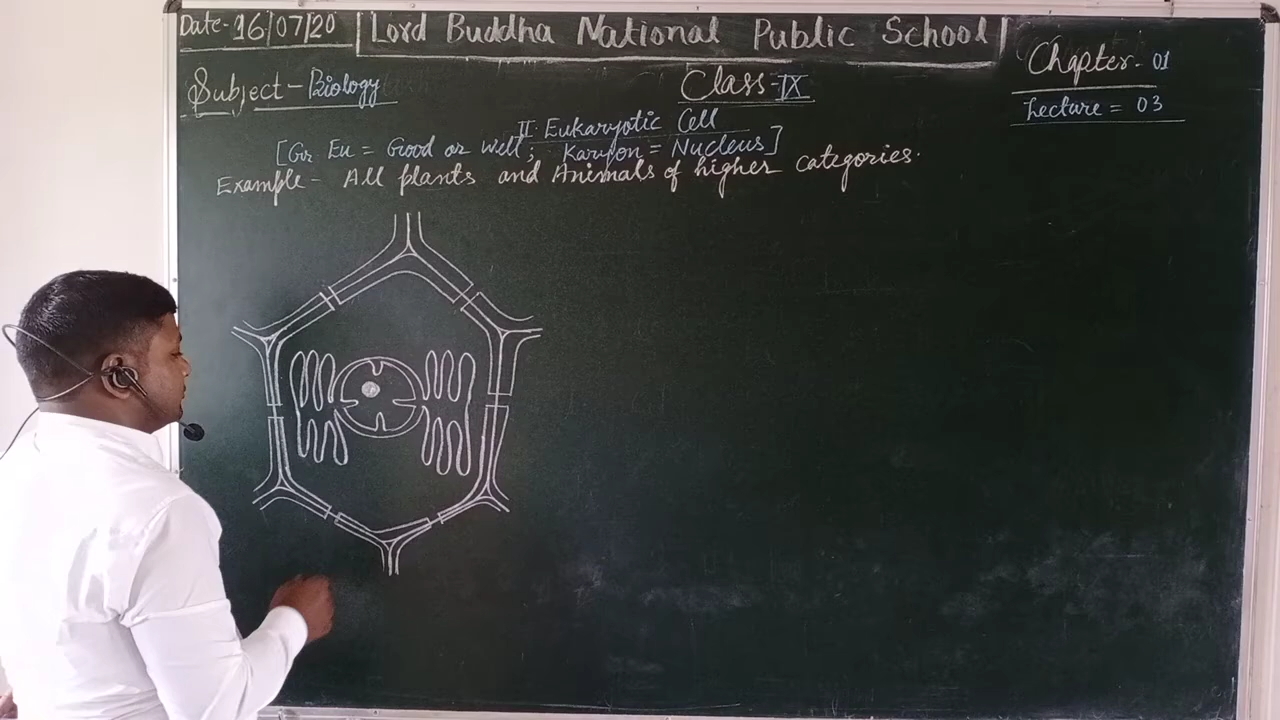 Date-16/07/20 Lord Buddha National Public School
Chapter-01
Subject-Biology Class-IX
Lecture = 03
II. Eukaryotic Cell
[Gr Eu = Good or well; Karyon = Nucleus]
Example- All plants and Animals of higher categories.